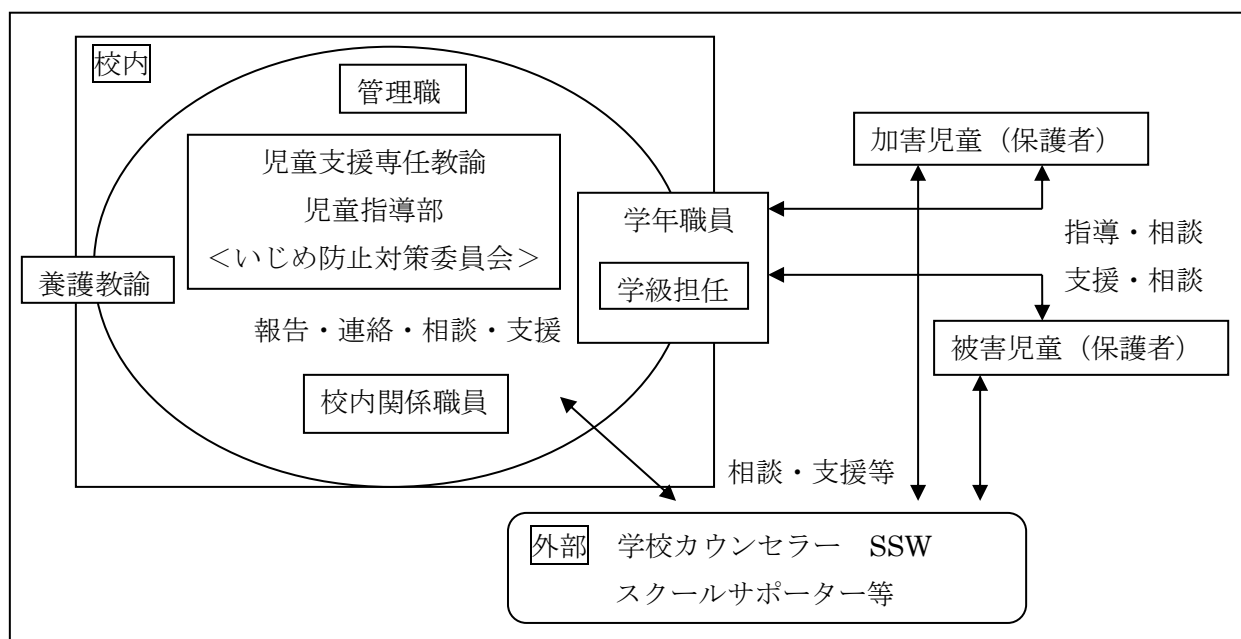 校内
管理職
児童支援専任教諭
児童指導部
<いじめ防止対策委員会>
養護教諭
学年職員
学級担任
報告・連絡・相談・支援
校内関係職員
加害児童（保護者）
指導・相談
支援・相談
被害児童（保護者）
相談・支援等
外部 学校カウンセラー SSW
スクールサポーター等